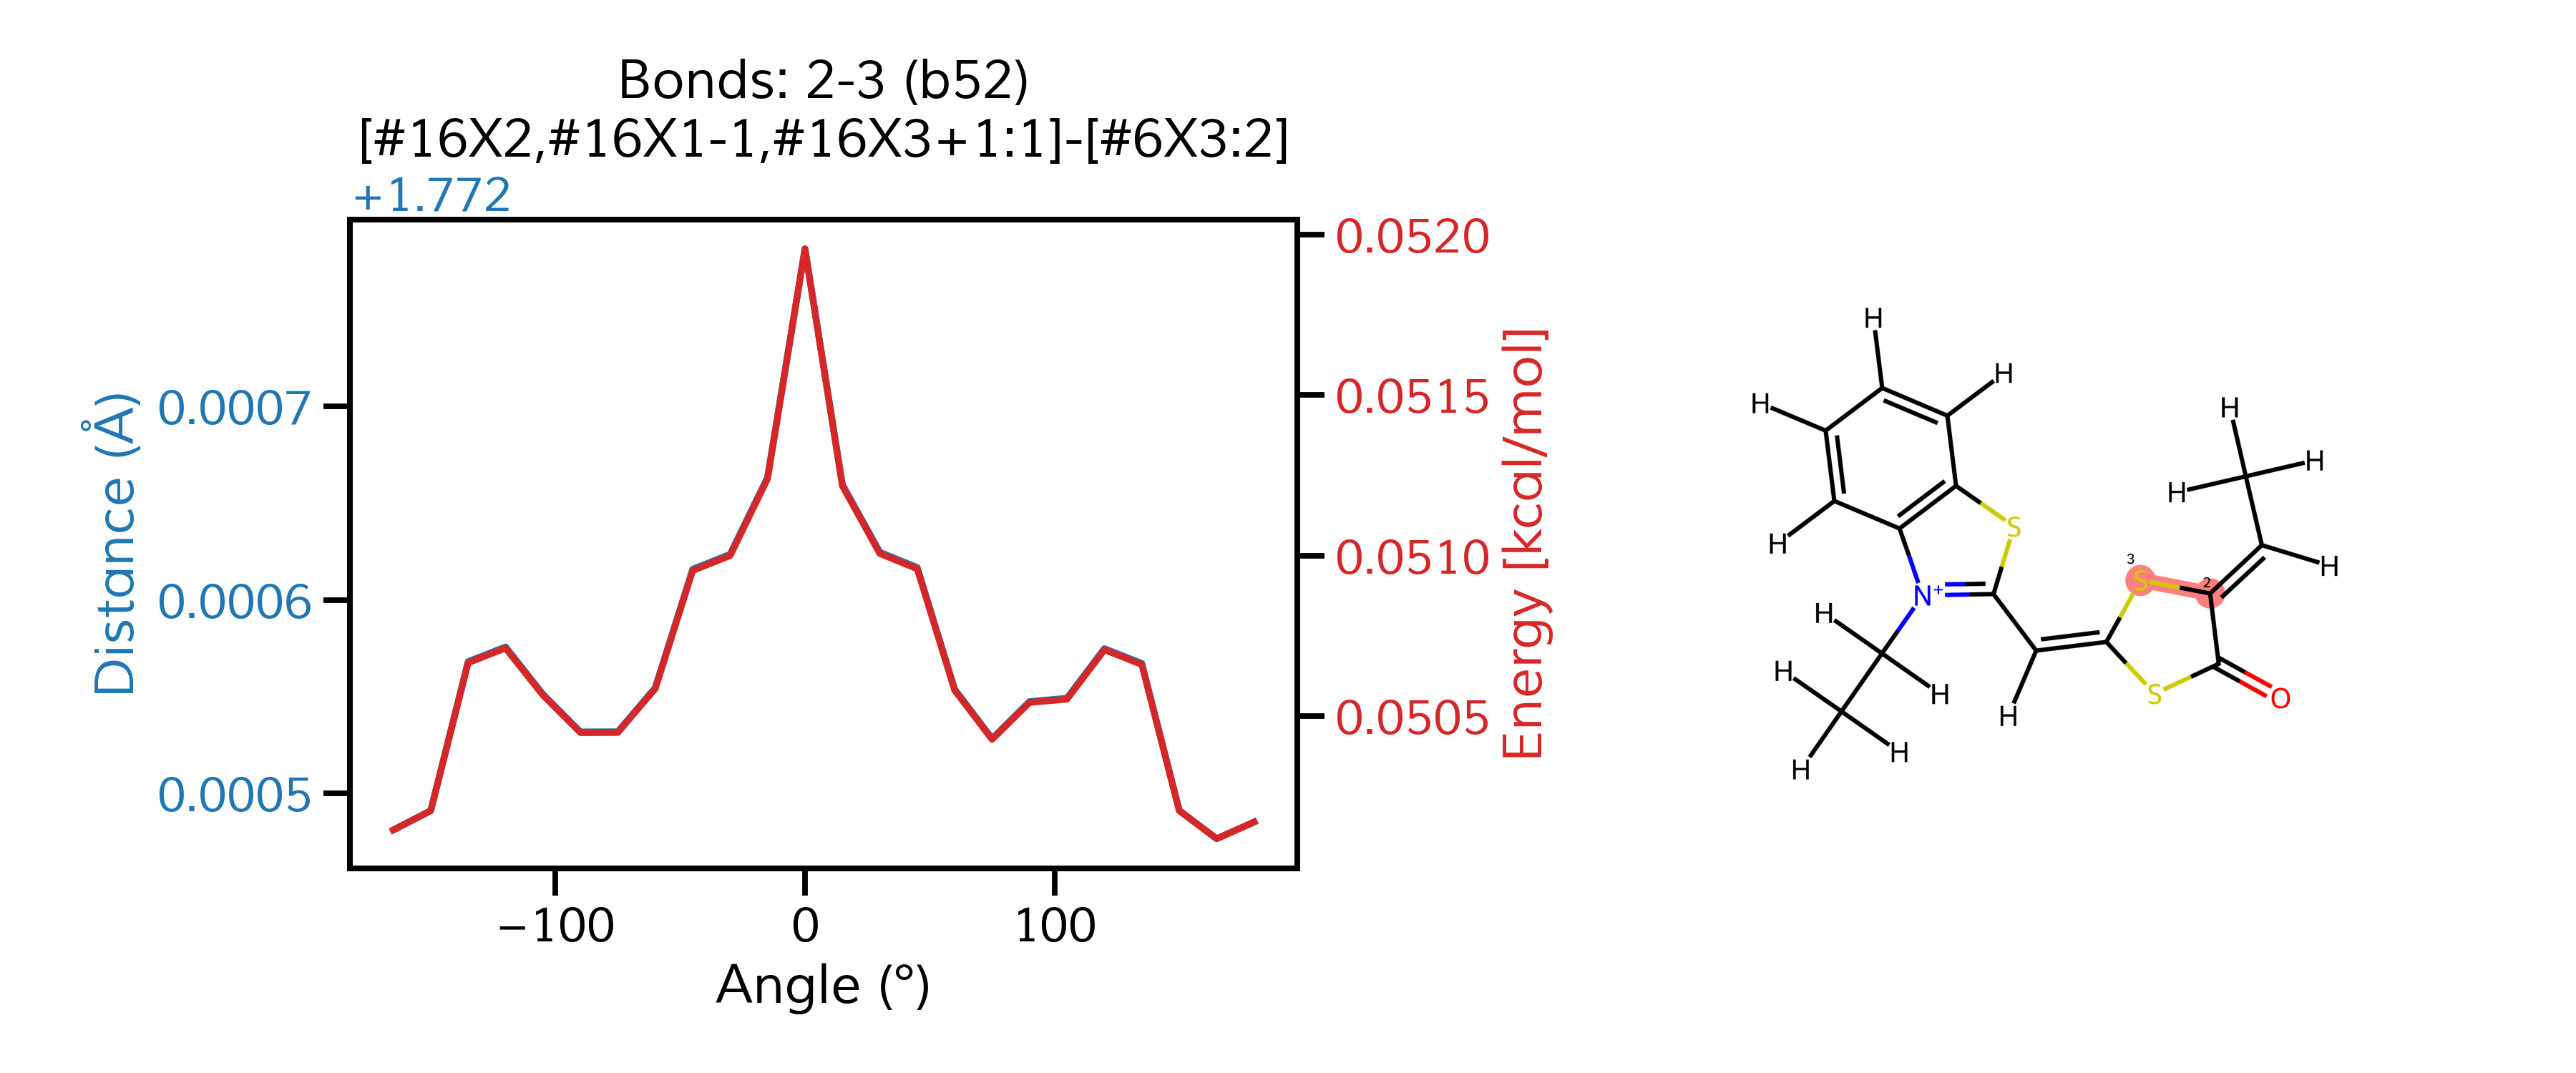 Bonds: 2-3 (b52)
[#16X2,#16X1-1,#16X3+1:1]-[#6X3:2]
+1.772
Distance (Å)
0.0007
0.0006
0.0005
−100
0
100
Angle (°)
0.0520
0.0515
0.0510
0.0505
Energy [kcal/mol]
H
H
H
H
H
H
H
S
H
3
S
2
H
N⁺
H
H
H
S
O
H
H
H